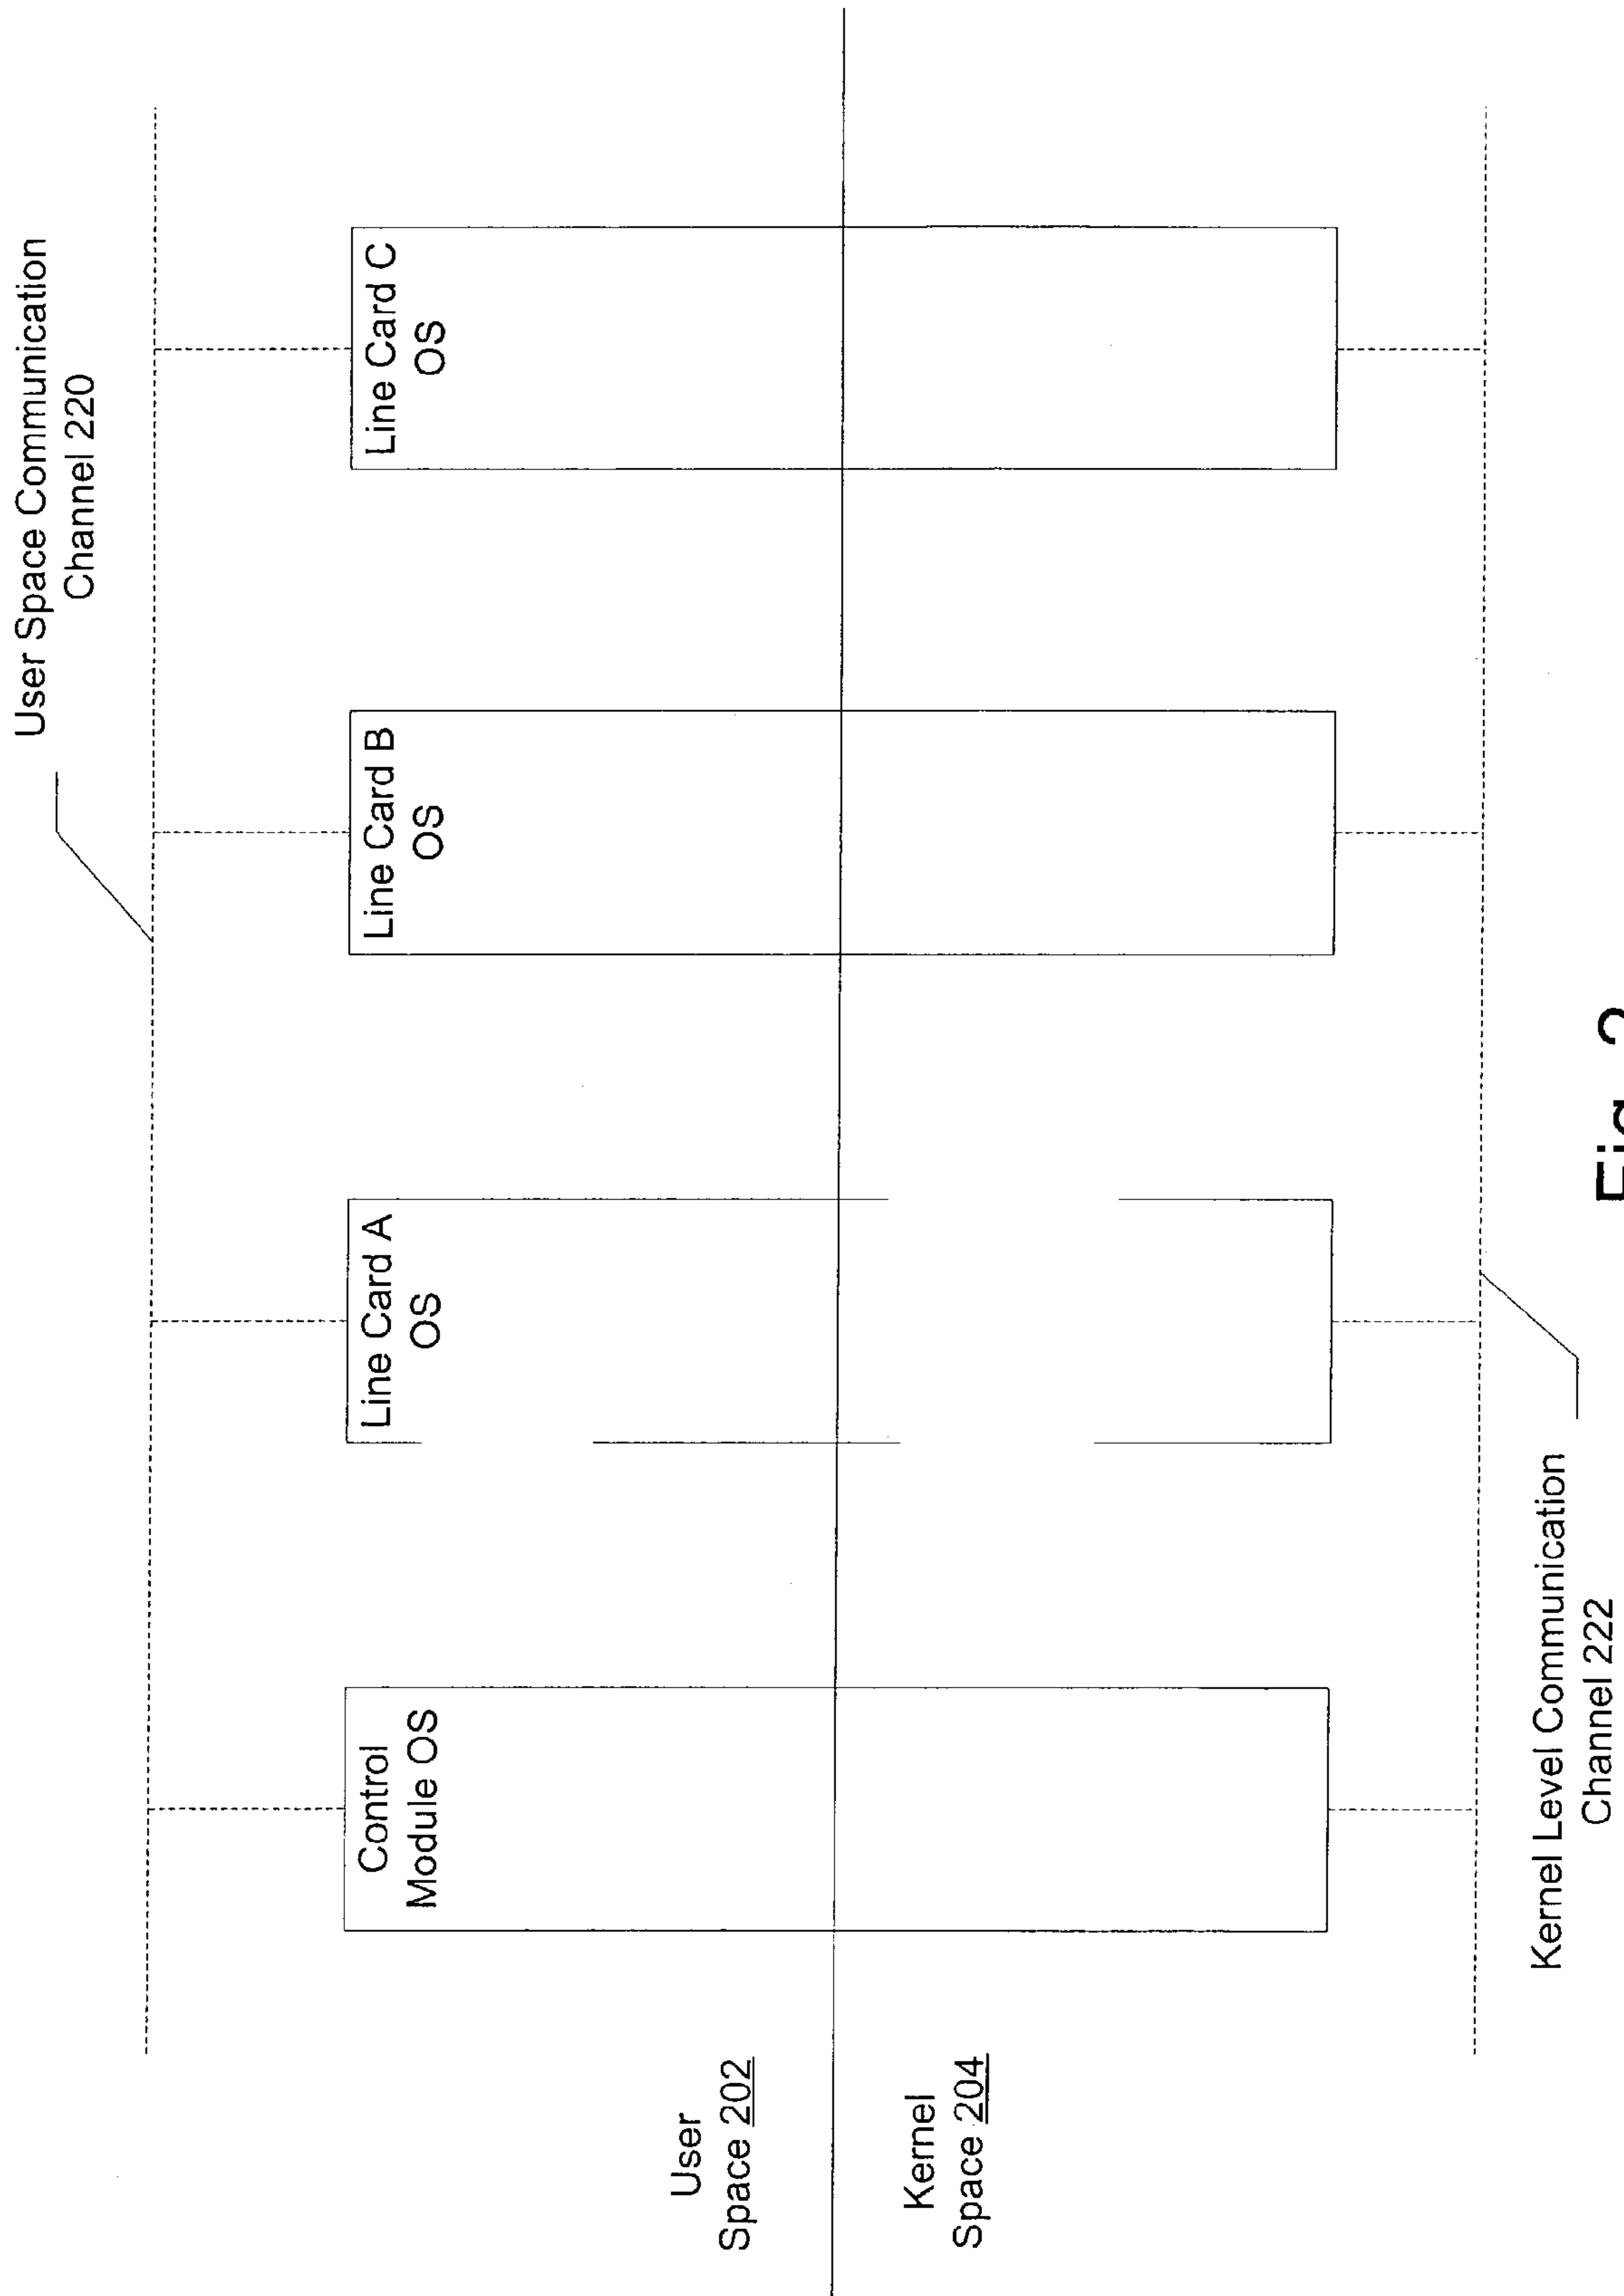 User Space Communication
Channel 220
Control
Module OS
Line Card A
OS
Line Card B
OS
Line Card C
OS
User
Space 202
Kernel
Space 204
Kernel Level Communication
Channel 222
Fig.